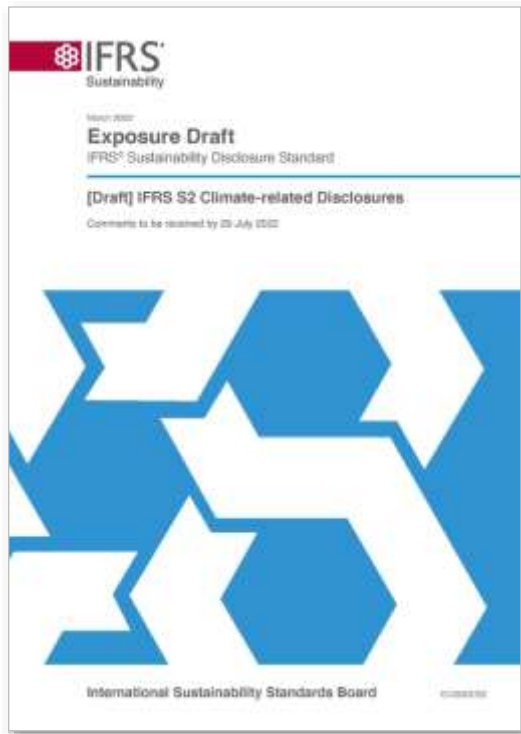 IFRS®
Sustainability
March 2022
Exposure Draft
IFRS® Sustainability Disclosure Standard
[Draft] IFRS S2 Climate-related Disclosures
Comments to be received by 29 July 2022
International Sustainability Standards Board